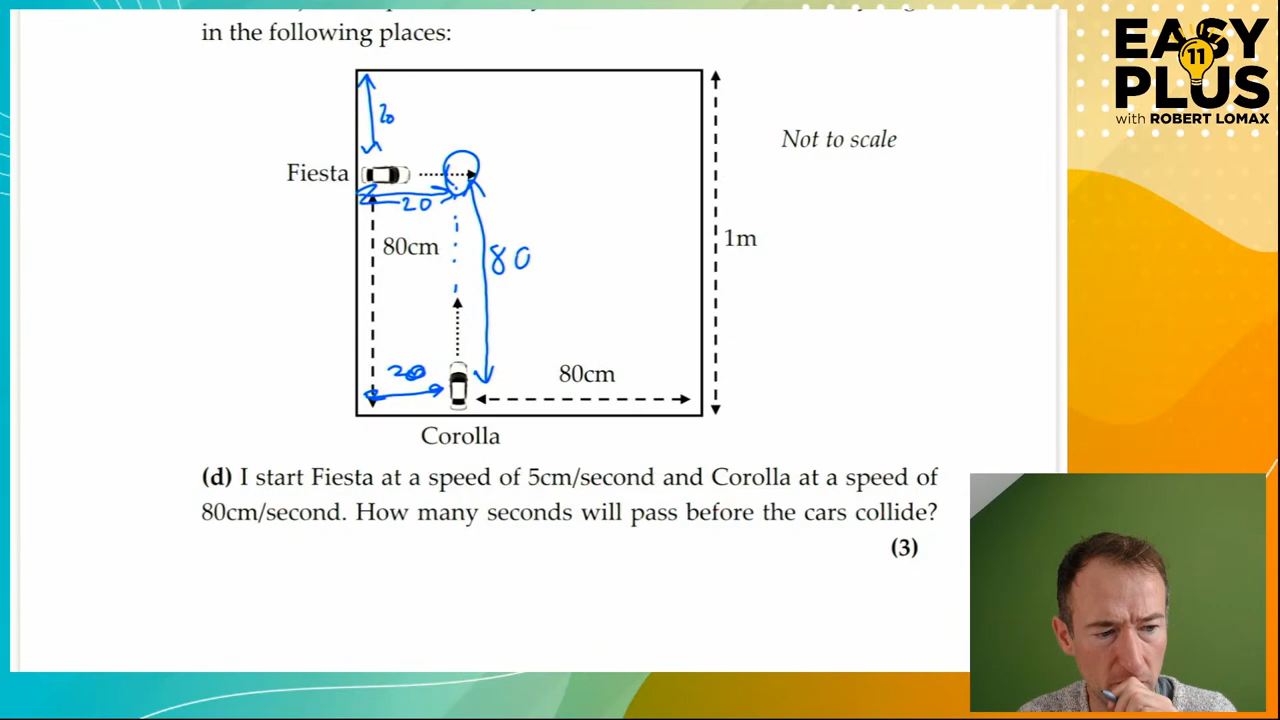 in the following places:
EASY
11
PLUS
with ROBERT LOMAX
20
Not to scale
Fiesta
20
80cm
80
1m
20
80cm
Corolla
(d) I start Fiesta at a speed of 5cm/second and Corolla at a speed of
80cm/second. How many seconds will pass before the cars collide?
(3)